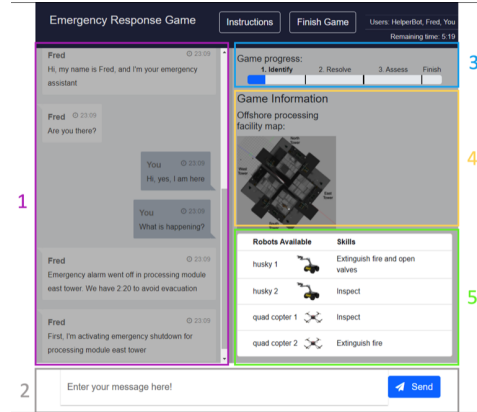 Emergency Response Game
Instructions
Finish Game
Users: HelperBot, Fred, You
Remaining time: 5:19
Fred 23:09
Hi, my name is Fred, and I'm your emergency
assistant
Fred 23:09
Are you there?
You 23:09
Hi, yes, I am here
You 23:09
What is happening?
Fred 23:09
Emergency alarm went off in processing module
east tower. We have 2:20 to avoid evacuation
Fred 23:09
First, I'm activating emergency shutdown for
processing module east tower
1
Enter your message here!
Send
2
Game progress:
1. Identify 2. Resolve 3. Assess Finish
3
Game Information
Offshore processing
facility map:
North
Tower
West
Tower
East
Tower
4
Robots Available Skills
husky 1 Extinguish fire and open
valves
husky 2 Inspect
quad copter 1 Inspect
quad copter 2 Extinguish fire
5